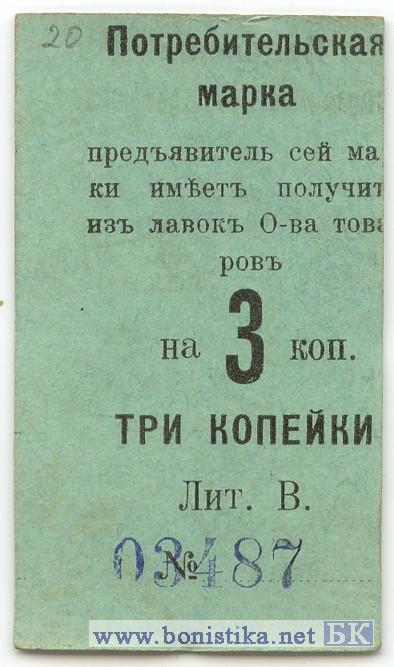 20
Потребительская
марка
предъявитель сей мар
ки имѣетъ получит
изъ лавокъ О-ва това
ровъ
на 3 коп.
ТРИ КОПЕЙКИ
Лит. В.
№ 03487
www.bonistika.net БК